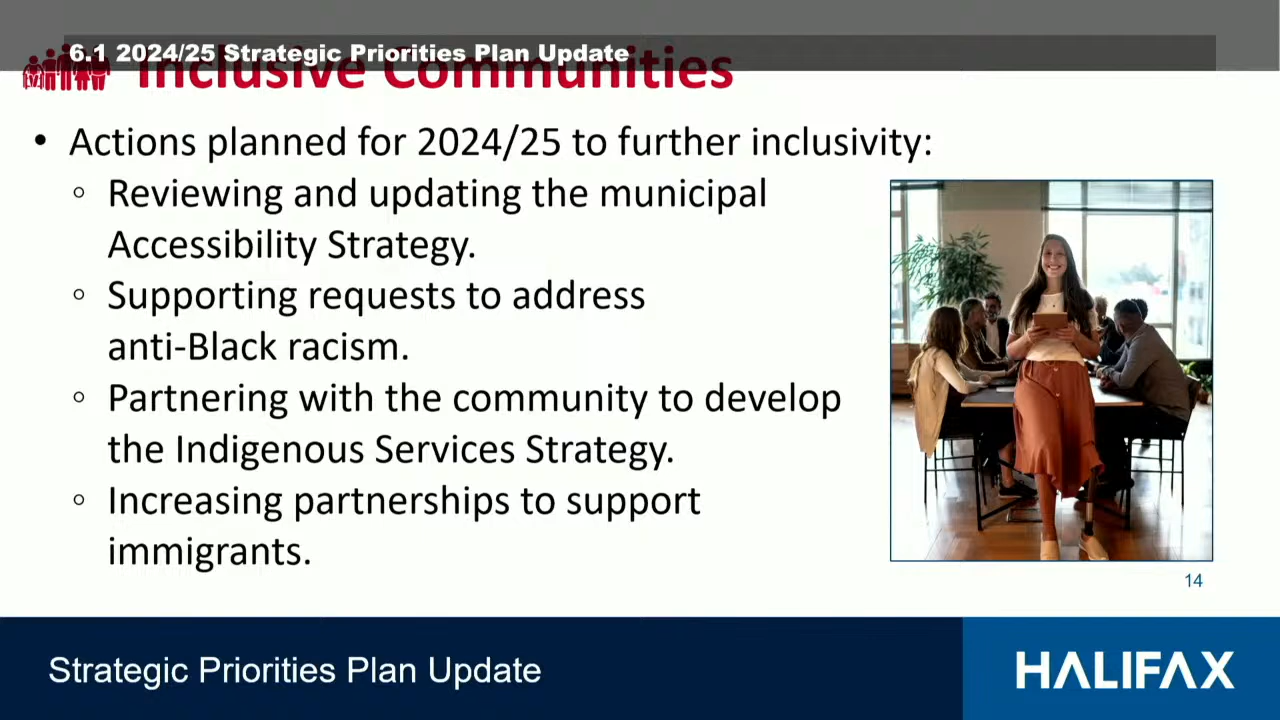 6.1 2024/25 Strategic Priorities Plan Update
Inclusive Communities
• Actions planned for 2024/25 to further inclusivity:
◦ Reviewing and updating the municipal
Accessibility Strategy.
◦ Supporting requests to address
anti-Black racism.
◦ Partnering with the community to develop
the Indigenous Services Strategy.
◦ Increasing partnerships to support
immigrants.
14
Strategic Priorities Plan Update
HALIFAX